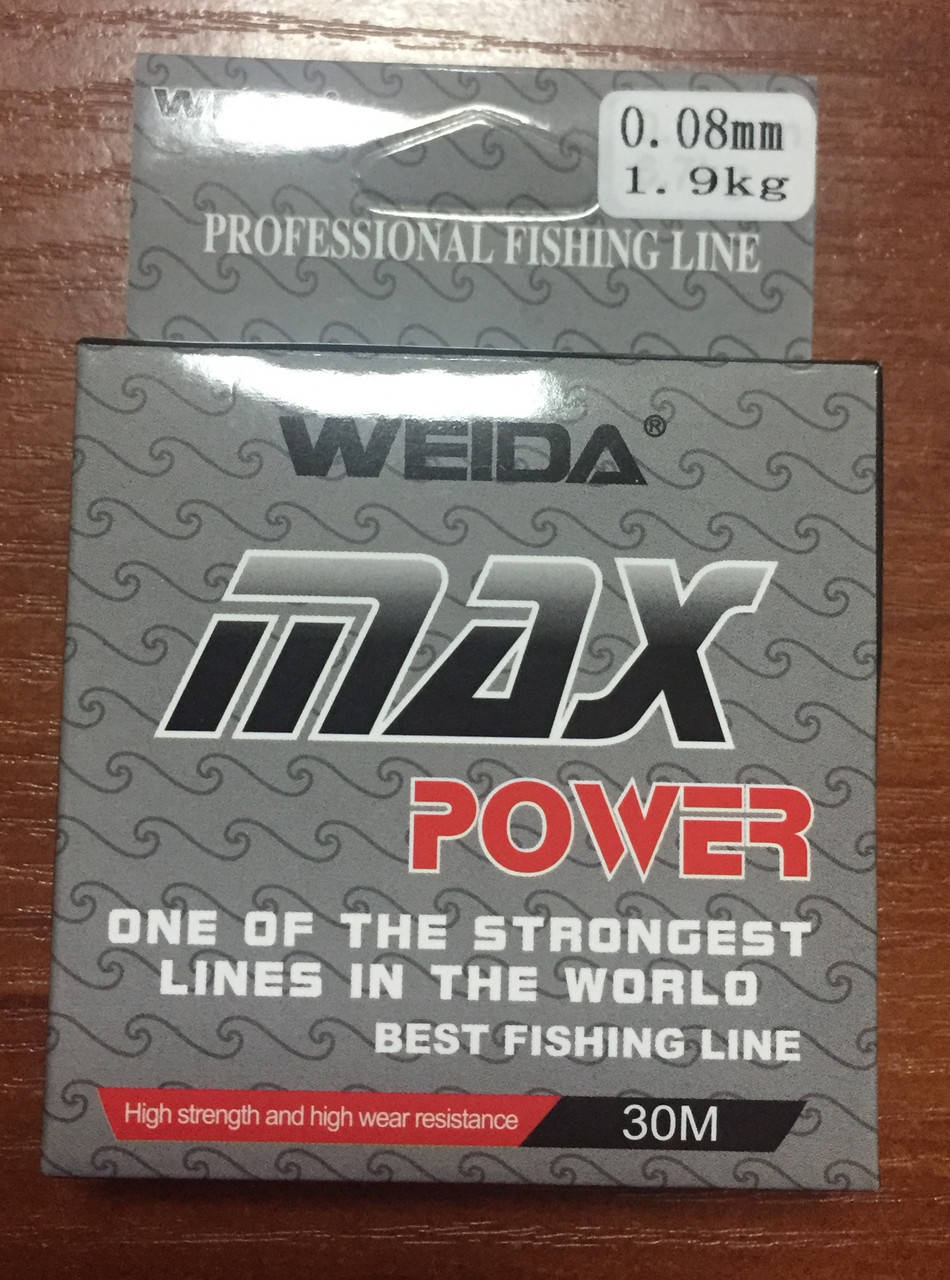 0.08mm
1.9kg
PROFESSIONAL FISHING LINE
WEIDA®
max
POWER
ONE OF THE STRONGEST
LINES IN THE WORLD
BEST FISHING LINE
High strength and high wear resistance
30M